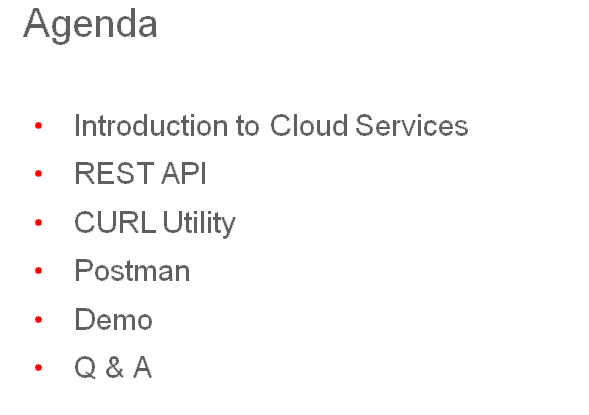 Agenda
• Introduction to Cloud Services
• REST API
• CURL Utility
• Postman
• Demo
• Q & A